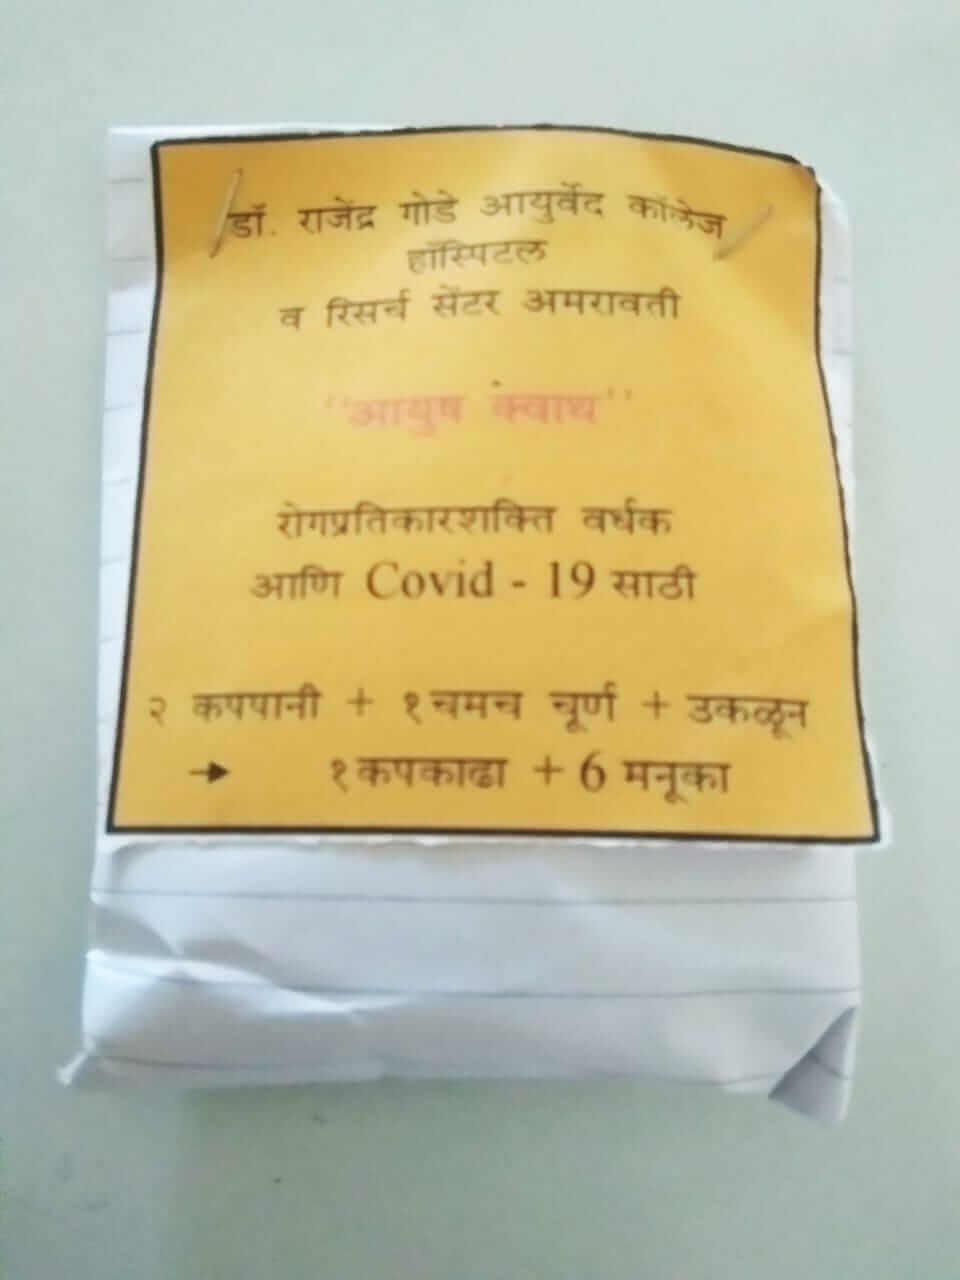 डॉ. राजेंद्र गोडे आयुर्वेद कॉलेज
हॉस्पिटल
व रिसर्च सेंटर अमरावती
"आयुष क्वाथ"
रोगप्रतिकारशक्ति वर्धक
आणि Covid - 19 साठी
२ कपपानी + १चमच चूर्ण + उकळून
→ १कपकाढा + 6 मनूका